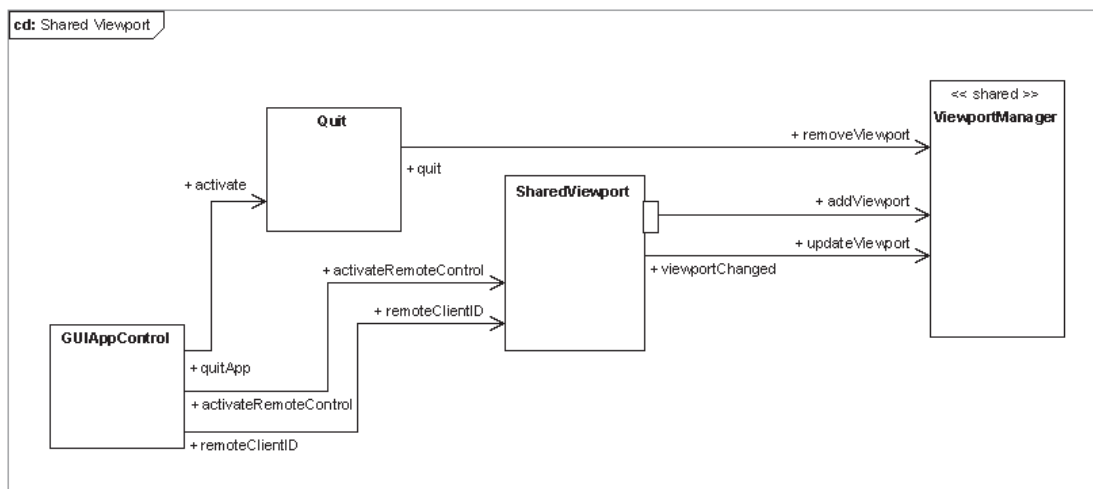 cd: Shared Viewport
<< shared >>
ViewportManager
Quit
+ removeViewport
+ quit
+ activate
SharedViewport
+ addViewport
+ updateViewport
+ viewportChanged
+ activateRemoteControl
+ remoteClientID
GUIAppControl
+ quitApp
+ activateRemoteControl
+ remoteClientID